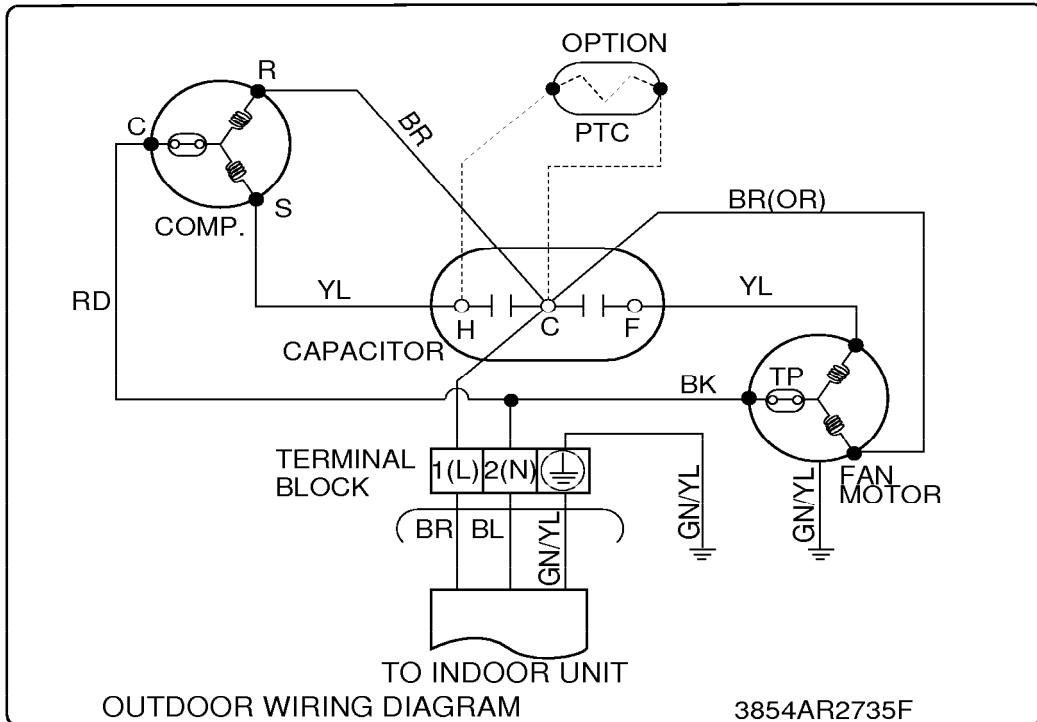 OPTION
PTC
R
C
S
COMP.
BR
BR(OR)
RD
YL
YL
H
C
F
CAPACITOR
BK
TP
TERMINAL
BLOCK
1(L)
2(N)
FAN
MOTOR
GN/YL
GN/YL
BR
BL
GN/YL
TO INDOOR UNIT
OUTDOOR WIRING DIAGRAM
3854AR2735F